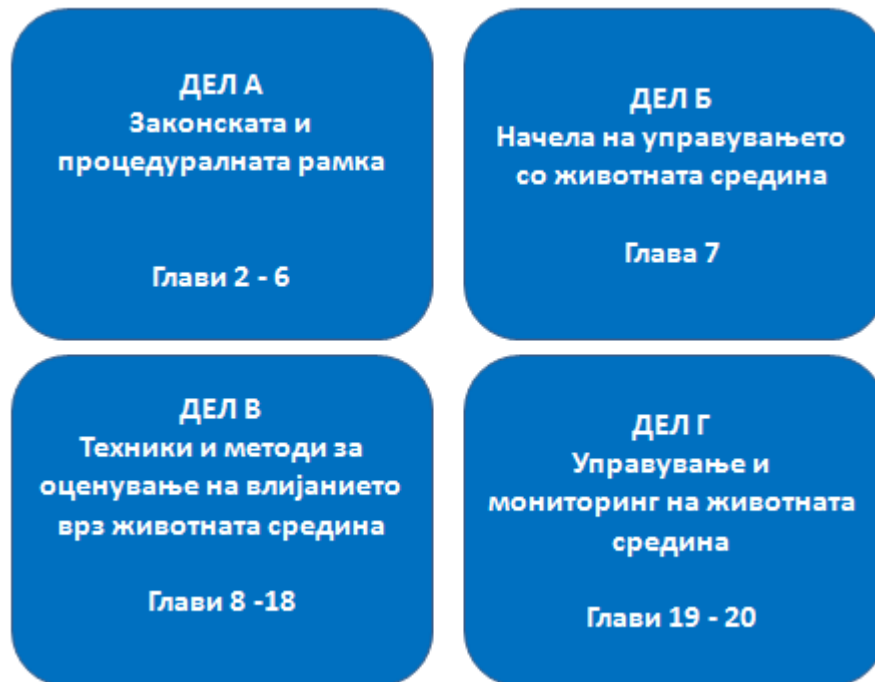 ДЕЛ А
Законската и
процедуралната рамка
Глави 2 - 6
ДЕЛ Б
Начела на управувањето
со животната средина
Глава 7
ДЕЛ В
Техники и методи за
оценување на влијанието
врз животната средина
Глави 8 -18
ДЕЛ Г
Управување и
мониторинг на животната
средина
Глави 19 - 20